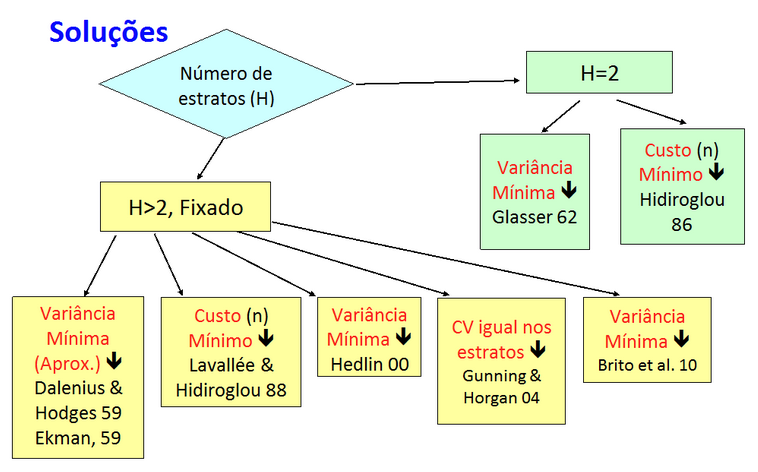 Soluções
Número de
estratos (H)
H=2
Variância
Mínima 🡻
Glasser 62
Custo (n)
Mínimo 🡻
Hidiroglou
86
H>2, Fixado
Variância
Mínima
(Aprox.) 🡻
Dalenius &
Hodges 59
Ekman, 59
Custo (n)
Mínimo 🡻
Lavallée &
Hidiroglou 88
Variância
Mínima 🡻
Hedlin 00
CV igual nos
estratos 🡻
Gunning &
Horgan 04
Variância
Mínima 🡻
Brito et al. 10